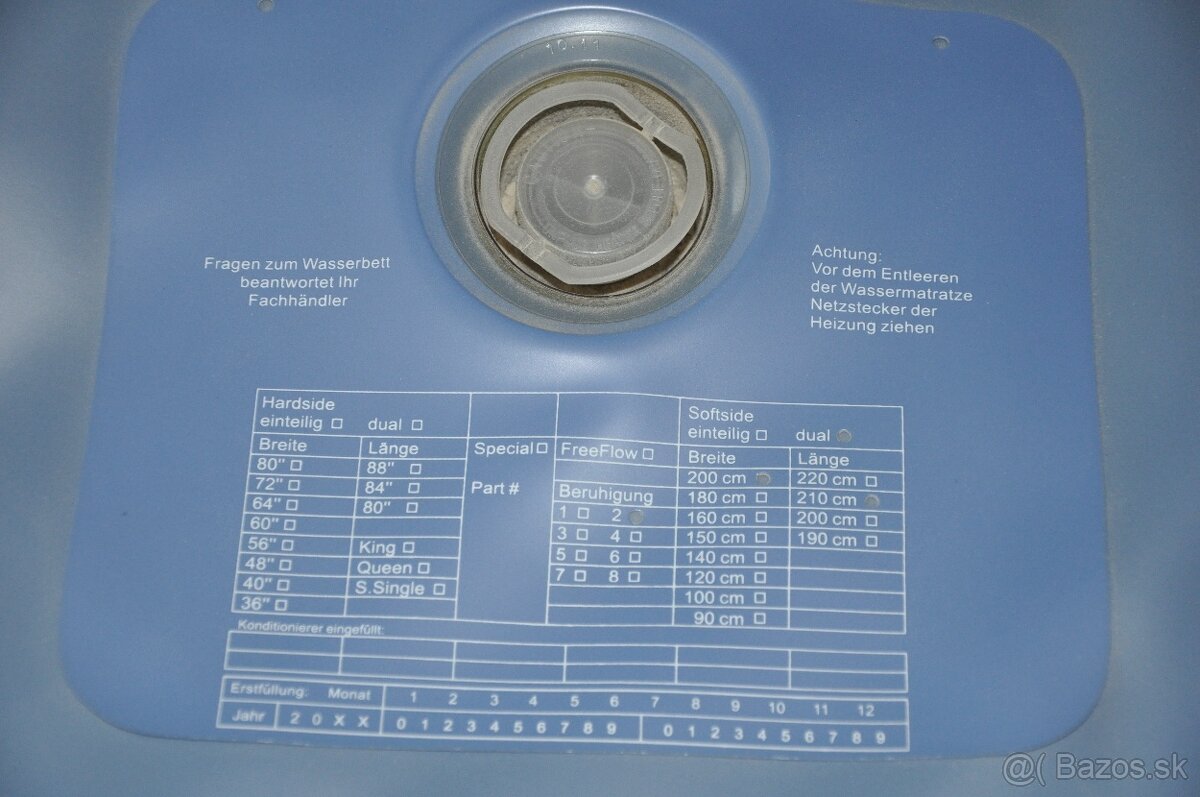 10.11
Fragen zum Wasserbett
beantwortet Ihr
Fachhändler
Achtung:
Vor dem Entleeren
der Wassermatratze
Netzstecker der
Heizung ziehen
Hardside
einteilig □ dual □
Breite Länge
80" □ 88" □
72" □ 84" □
64" □ 80" □
60" □
56" □ King □
48" □ Queen □
40" □ S.Single □
36" □
Special □
Part #
FreeFlow □
Beruhigung
1 □ 2
3 □ 4 □
5 □ 6 □
7 □ 8 □
Softside
einteilig □ dual
Breite Länge
200 cm 220 cm □
180 cm □ 210 cm
160 cm □ 200 cm □
150 cm □ 190 cm □
140 cm □
120 cm □
100 cm □
90 cm □
Konditionierer eingefüllt:
Erstfüllung: Monat 1 2 3 4 5 6 7 8 9 10 11 12
Jahr 2 0 X X 0 1 2 3 4 5 6 7 8 9 0 1 2 3 4 5 6 7 8 9
@( Bazos.sk